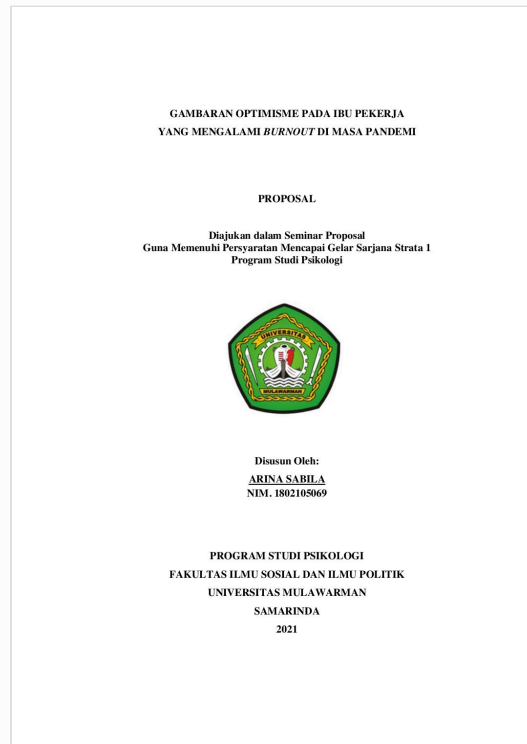 GAMBARAN OPTIMISME PADA IBU PEKERJA
YANG MENGALAMI BURNOUT DI MASA PANDEMI
PROPOSAL
Diajukan dalam Seminar Proposal
Guna Memenuhi Persyaratan Mencapai Gelar Sarjana Strata 1
Program Studi Psikologi
UNIVERSITAS
MULAWARMAN
Disusun Oleh:
ARINA SABILA
NIM. 1802105069
PROGRAM STUDI PSIKOLOGI
FAKULTAS ILMU SOSIAL DAN ILMU POLITIK
UNIVERSITAS MULAWARMAN
SAMARINDA
2021